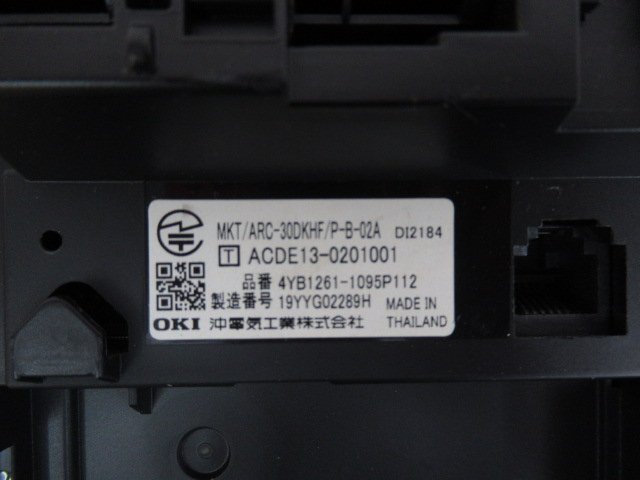 MKT/ARC-30DKHF/P-B-02A DI2184
T ACDE13-0201001
品番 4YB1261-1095P112
製造番号 19YYG02289H MADE IN THAILAND
OKI 沖電気工業株式会社